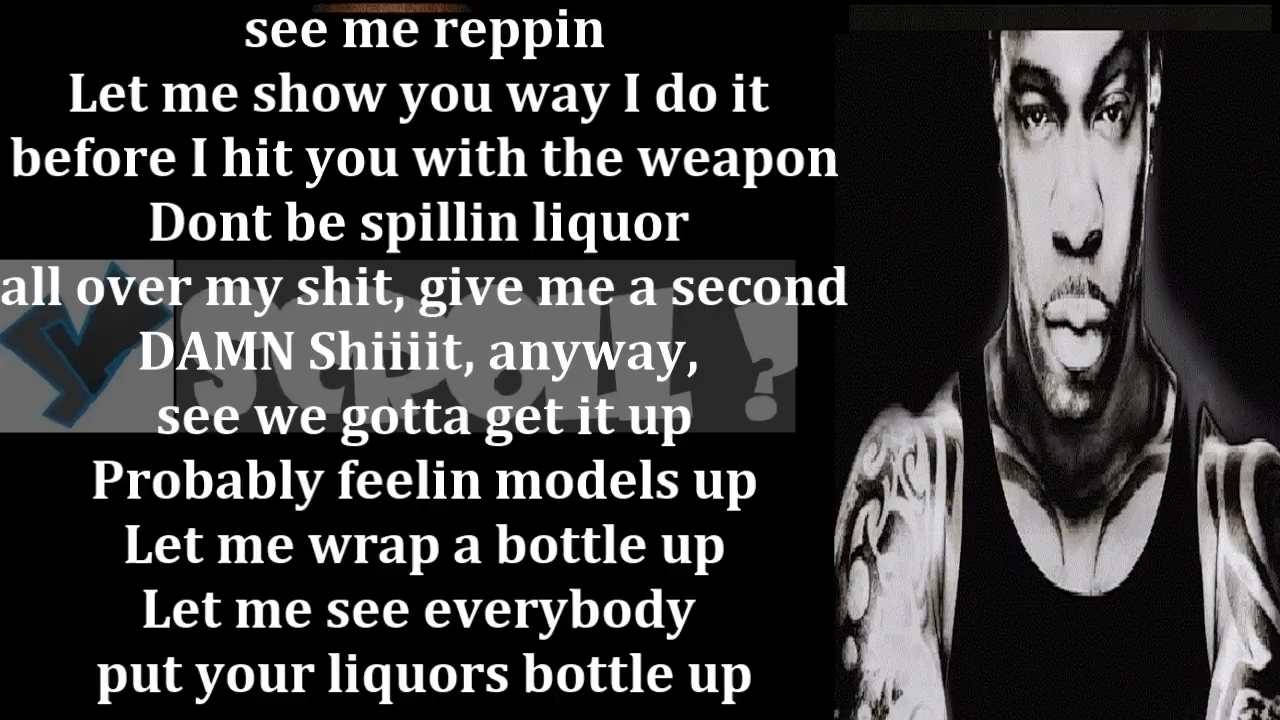 see me reppin
Let me show you way I do it
before I hit you with the weapon
Dont be spillin liquor
all over my shit, give me a second
DAMN Shiiiit, anyway,
see we gotta get it up
Probably feelin models up
Let me wrap a bottle up
Let me see everybody
put your liquors bottle up
SCROLL ?